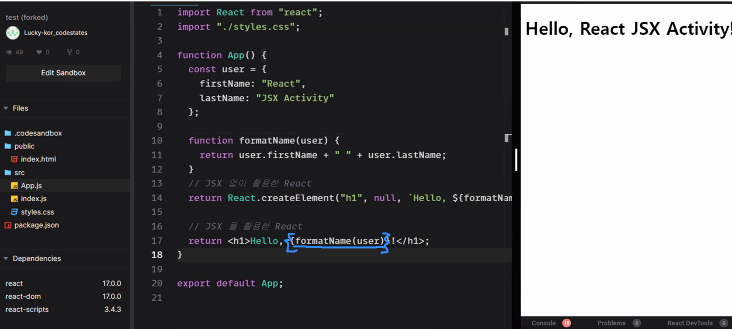 test (forked)
Lucky-kor_codestates
49
0
0
Edit Sandbox
Files
.codesandbox
public
index.html
src
App.js
index.js
styles.css
package.json
Dependencies
react 17.0.0
react-dom 17.0.0
react-scripts 3.4.3
1 import React from "react";
2 import "./styles.css";
3
4 function App() {
5 const user = {
6 firstName: "React",
7 lastName: "JSX Activity"
8 };
9
10 function formatName(user) {
11 return user.firstName + " " + user.lastName;
12 }
13 // JSX 없이 활용한 React
14 return React.createElement("h1", null, `Hello, ${formatNam
15
16 // JSX 를 활용한 React
17 return <h1>Hello, {formatName(user)}!</h1>;
18 }
19
20 export default App;
21
Hello, React JSX Activity!
Console
Problems 0
React DevTools 0